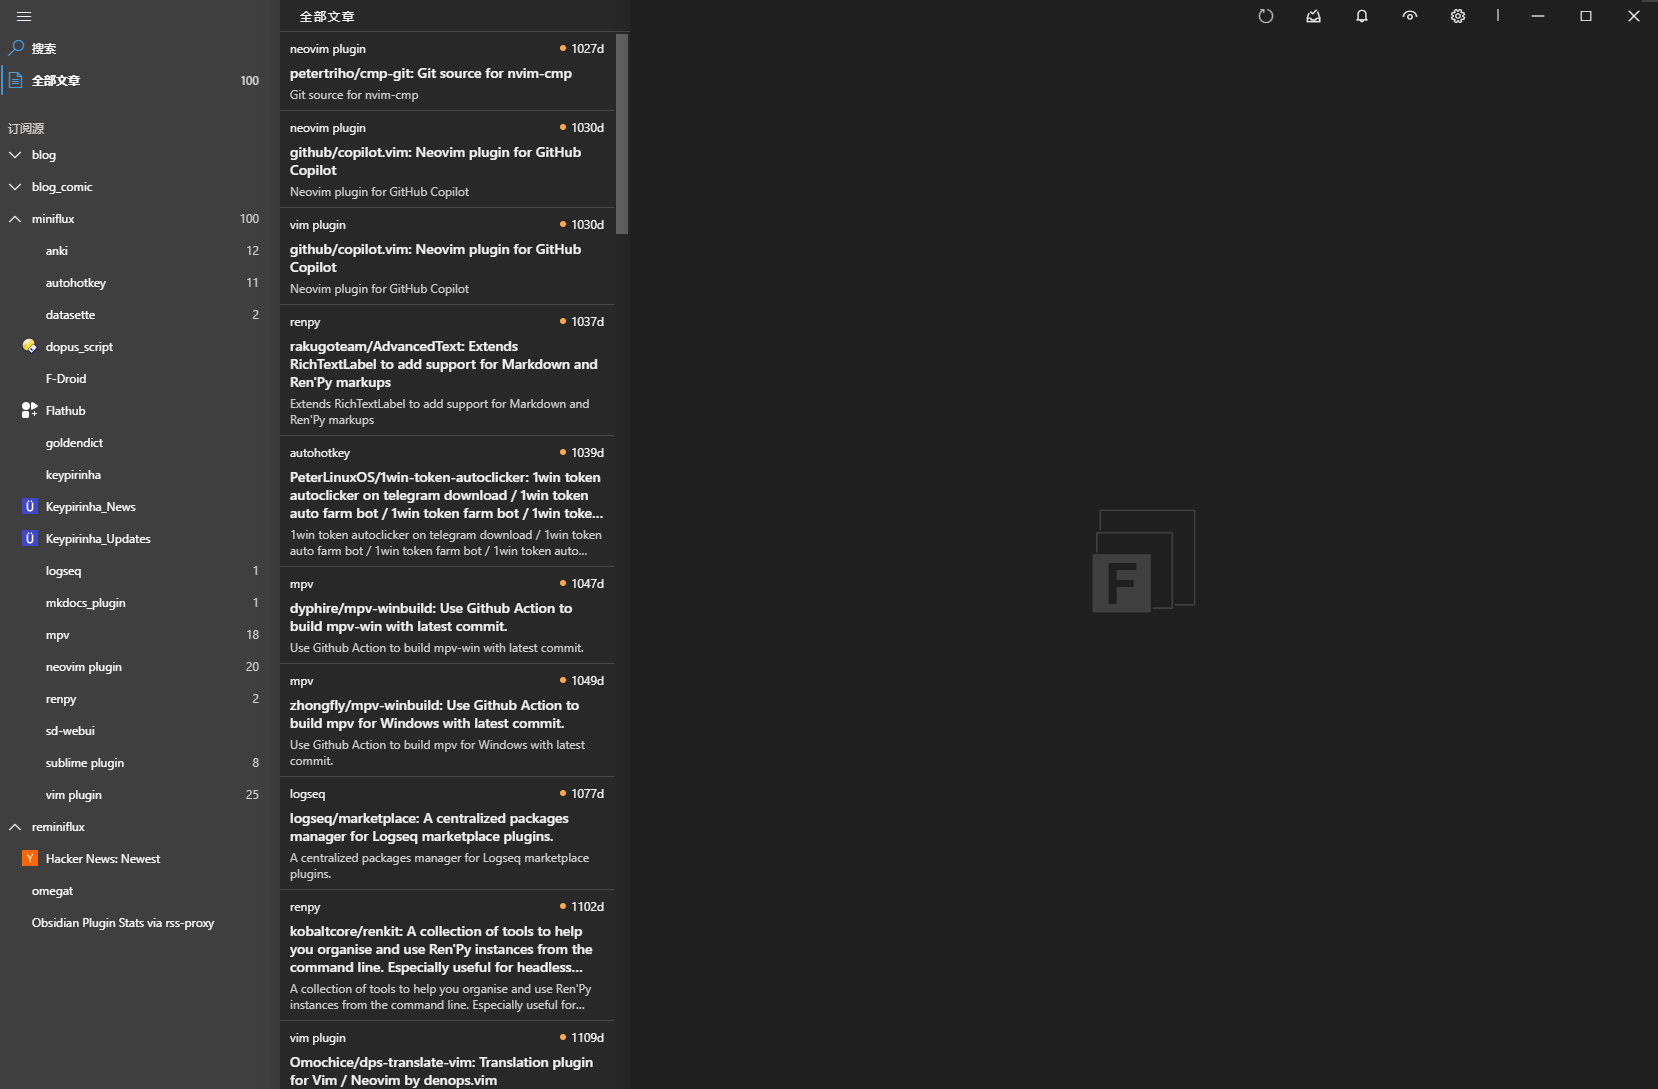 搜索
全部文章 100
订阅源
blog
blog_comic
miniflux 100
anki 12
autohotkey 11
datasette 2
dopus_script
F-Droid
Flathub
goldendict
keypirinha
Ü Keypirinha_News
Ü Keypirinha_Updates
logseq 1
mkdocs_plugin 1
mpv 18
neovim plugin 20
renpy 2
sd-webui
sublime plugin 8
vim plugin 25
reminiflux
Y Hacker News: Newest
omegat
Obsidian Plugin Stats via rss-proxy
全部文章
neovim plugin 1027d
petertriho/cmp-git: Git source for nvim-cmp
Git source for nvim-cmp
neovim plugin 1030d
github/copilot.vim: Neovim plugin for GitHub
Copilot
Neovim plugin for GitHub Copilot
vim plugin 1030d
github/copilot.vim: Neovim plugin for GitHub
Copilot
Neovim plugin for GitHub Copilot
renpy 1037d
rakugoteam/AdvancedText: Extends
RichTextLabel to add support for Markdown and
Ren'Py markups
Extends RichTextLabel to add support for Markdown and
Ren'Py markups
autohotkey 1039d
PeterLinuxOS/1win-token-autoclicker: 1win token
autoclicker on telegram download / 1win token
auto farm bot / 1win token farm bot / 1win toke...
1win token autoclicker on telegram download / 1win token
auto farm bot / 1win token farm bot / 1win token auto...
mpv 1047d
dyphire/mpv-winbuild: Use Github Action to
build mpv-win with latest commit.
Use Github Action to build mpv-win with latest commit.
mpv 1049d
zhongfly/mpv-winbuild: Use Github Action to
build mpv for Windows with latest commit.
Use Github Action to build mpv for Windows with latest
commit.
logseq 1077d
logseq/marketplace: A centralized packages
manager for Logseq marketplace plugins.
A centralized packages manager for Logseq marketplace
plugins.
renpy 1102d
kobaltcore/renkit: A collection of tools to help
you organise and use Ren'Py instances from the
command line. Especially useful for headless...
A collection of tools to help you organise and use Ren'Py
instances from the command line. Especially useful for...
vim plugin 1109d
Omochice/dps-translate-vim: Translation plugin
for Vim / Neovim by denops.vim
F